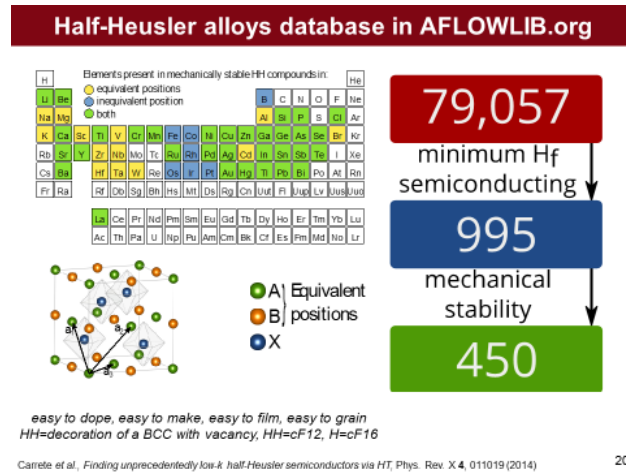 Half-Heusler alloys database in AFLOWLIB.org
Elements present in mechanically stable HH compounds in:
equivalent positions
inequivalent position
both
H He
Li Be B C N O F Ne
Na Mg Al Si P S Cl Ar
K Ca Sc Ti V Cr Mn Fe Co Ni Cu Zn Ga Ge As Se Br Kr
Rb Sr Y Zr Nb Mo Tc Ru Rh Pd Ag Cd In Sn Sb Te I Xe
Cs Ba Hf Ta W Re Os Ir Pt Au Hg Tl Pb Bi Po At Rn
Fr Ra Rf Db Sg Bh Hs Mt Ds Rg Cn Uut Fl Uup Lv Uus Uuo
La Ce Pr Nd Pm Sm Eu Gd Tb Dy Ho Er Tm Yb Lu
Ac Th Pa U Np Pu Am Cm Bk Cf Es Fm Md No Lr
79,057
minimum Hf
semiconducting
995
mechanical
stability
450
A Equivalent
B positions
X
easy to dope, easy to make, easy to film, easy to grain
HH=decoration of a BCC with vacancy, HH=cF12, H=cF16
Carrete et al., Finding unprecedentedly low-k half-Heusler semiconductors via HT, Phys. Rev. X 4, 011019 (2014)
20